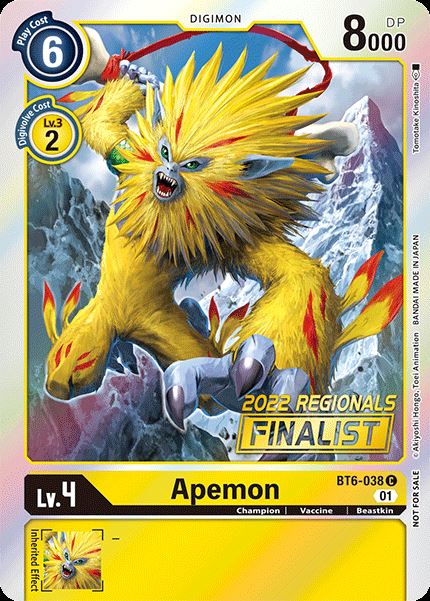 DIGIMON
Play Cost
6
8000
DP
Digivolve Cost
Lv.3
2
Tomotake Kinoshita
©Akiyoshi Hongo, Toei Animation BANDAI MADE IN JAPAN
NOT FOR SALE
2022 REGIONALS
FINALIST
Lv.4
Apemon
BT6-038 C
01
Champion | Vaccine | Beastkin
Inherited Effect
–